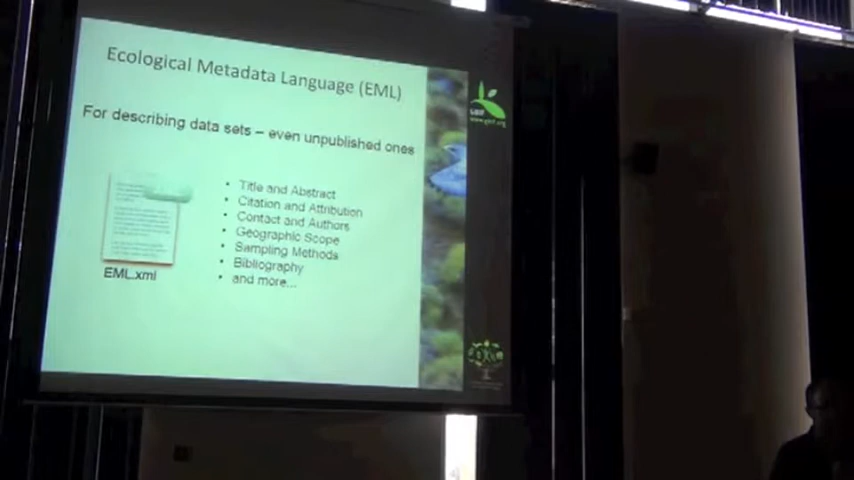 Ecological Metadata Language (EML)
For describing data sets – even unpublished ones
• Title and Abstract
• Citation and Attribution
• Contact and Authors
• Geographic Scope
• Sampling Methods
• Bibliography
• and more...
EML.xml
GBIF
www.gbif.org